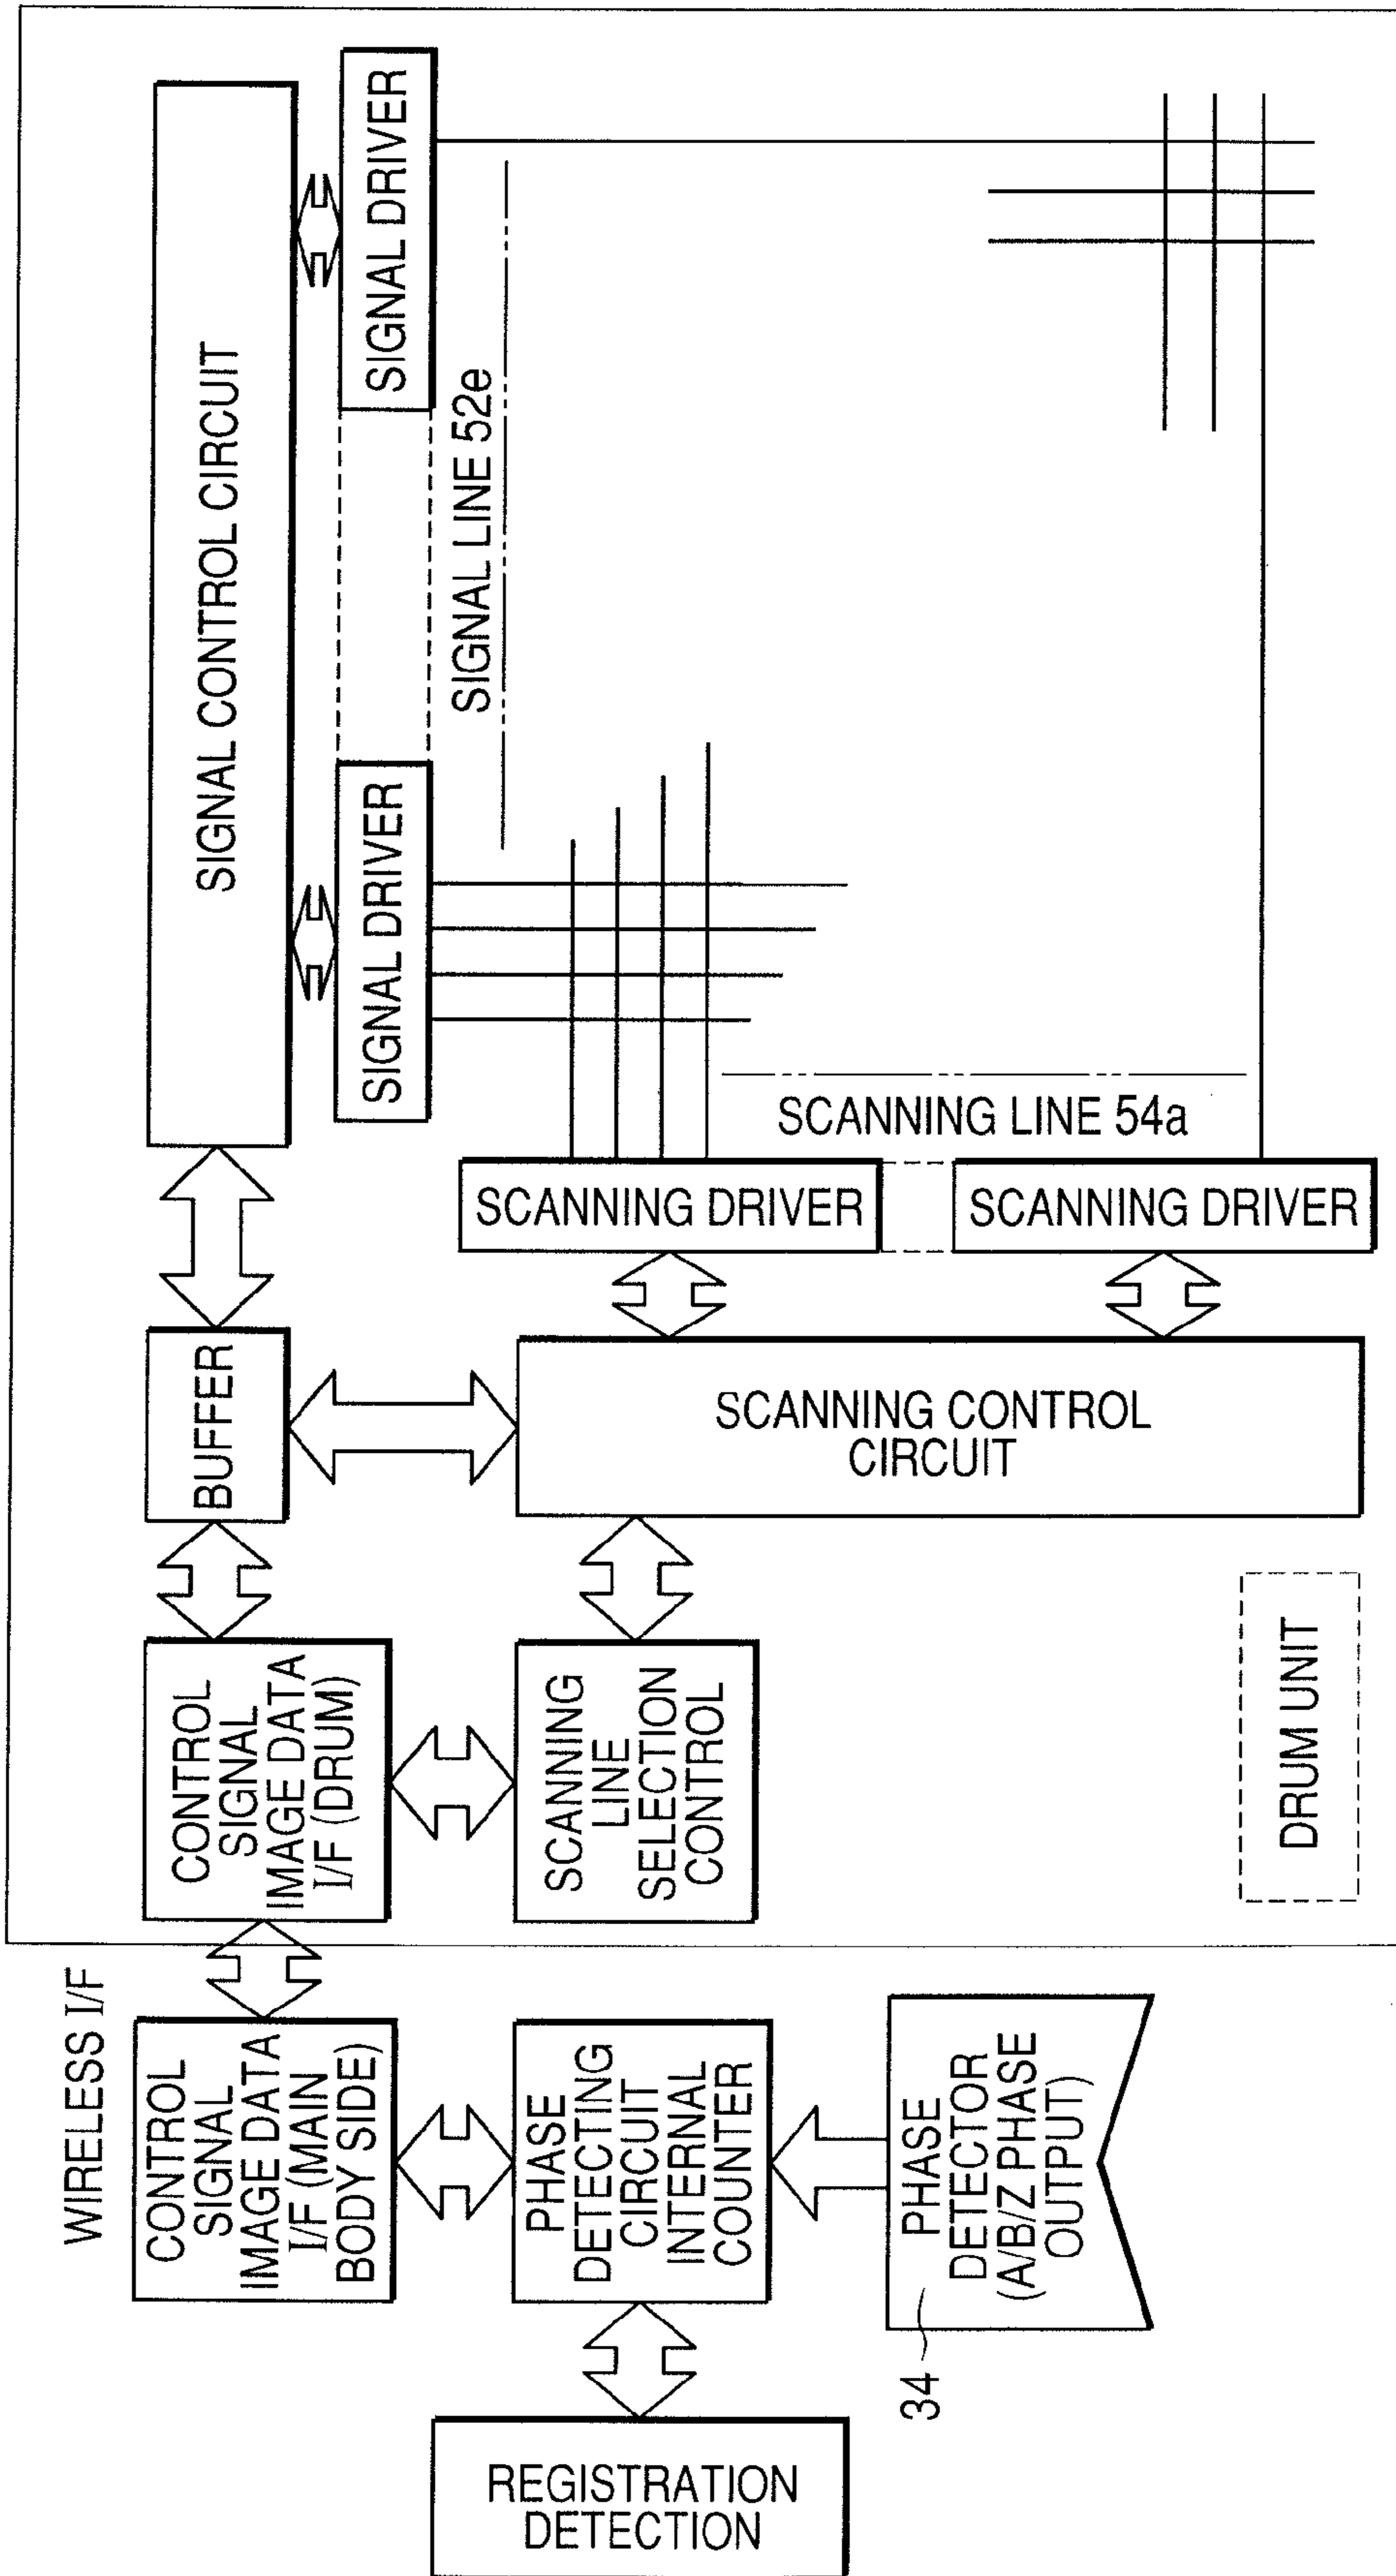 WIRELESS I/F
CONTROL
SIGNAL
IMAGE DATA
I/F (MAIN
BODY SIDE)
CONTROL
SIGNAL
IMAGE DATA
I/F (DRUM)
BUFFER
SIGNAL CONTROL CIRCUIT
SIGNAL DRIVER
SIGNAL DRIVER
SIGNAL LINE 52e
REGISTRATION
DETECTION
PHASE
DETECTING
CIRCUIT
INTERNAL
COUNTER
SCANNING
LINE
SELECTION
CONTROL
SCANNING CONTROL
CIRCUIT
SCANNING DRIVER
SCANNING DRIVER
SCANNING LINE 54a
34
PHASE
DETECTOR
(A/B/Z PHASE
OUTPUT)
DRUM UNIT